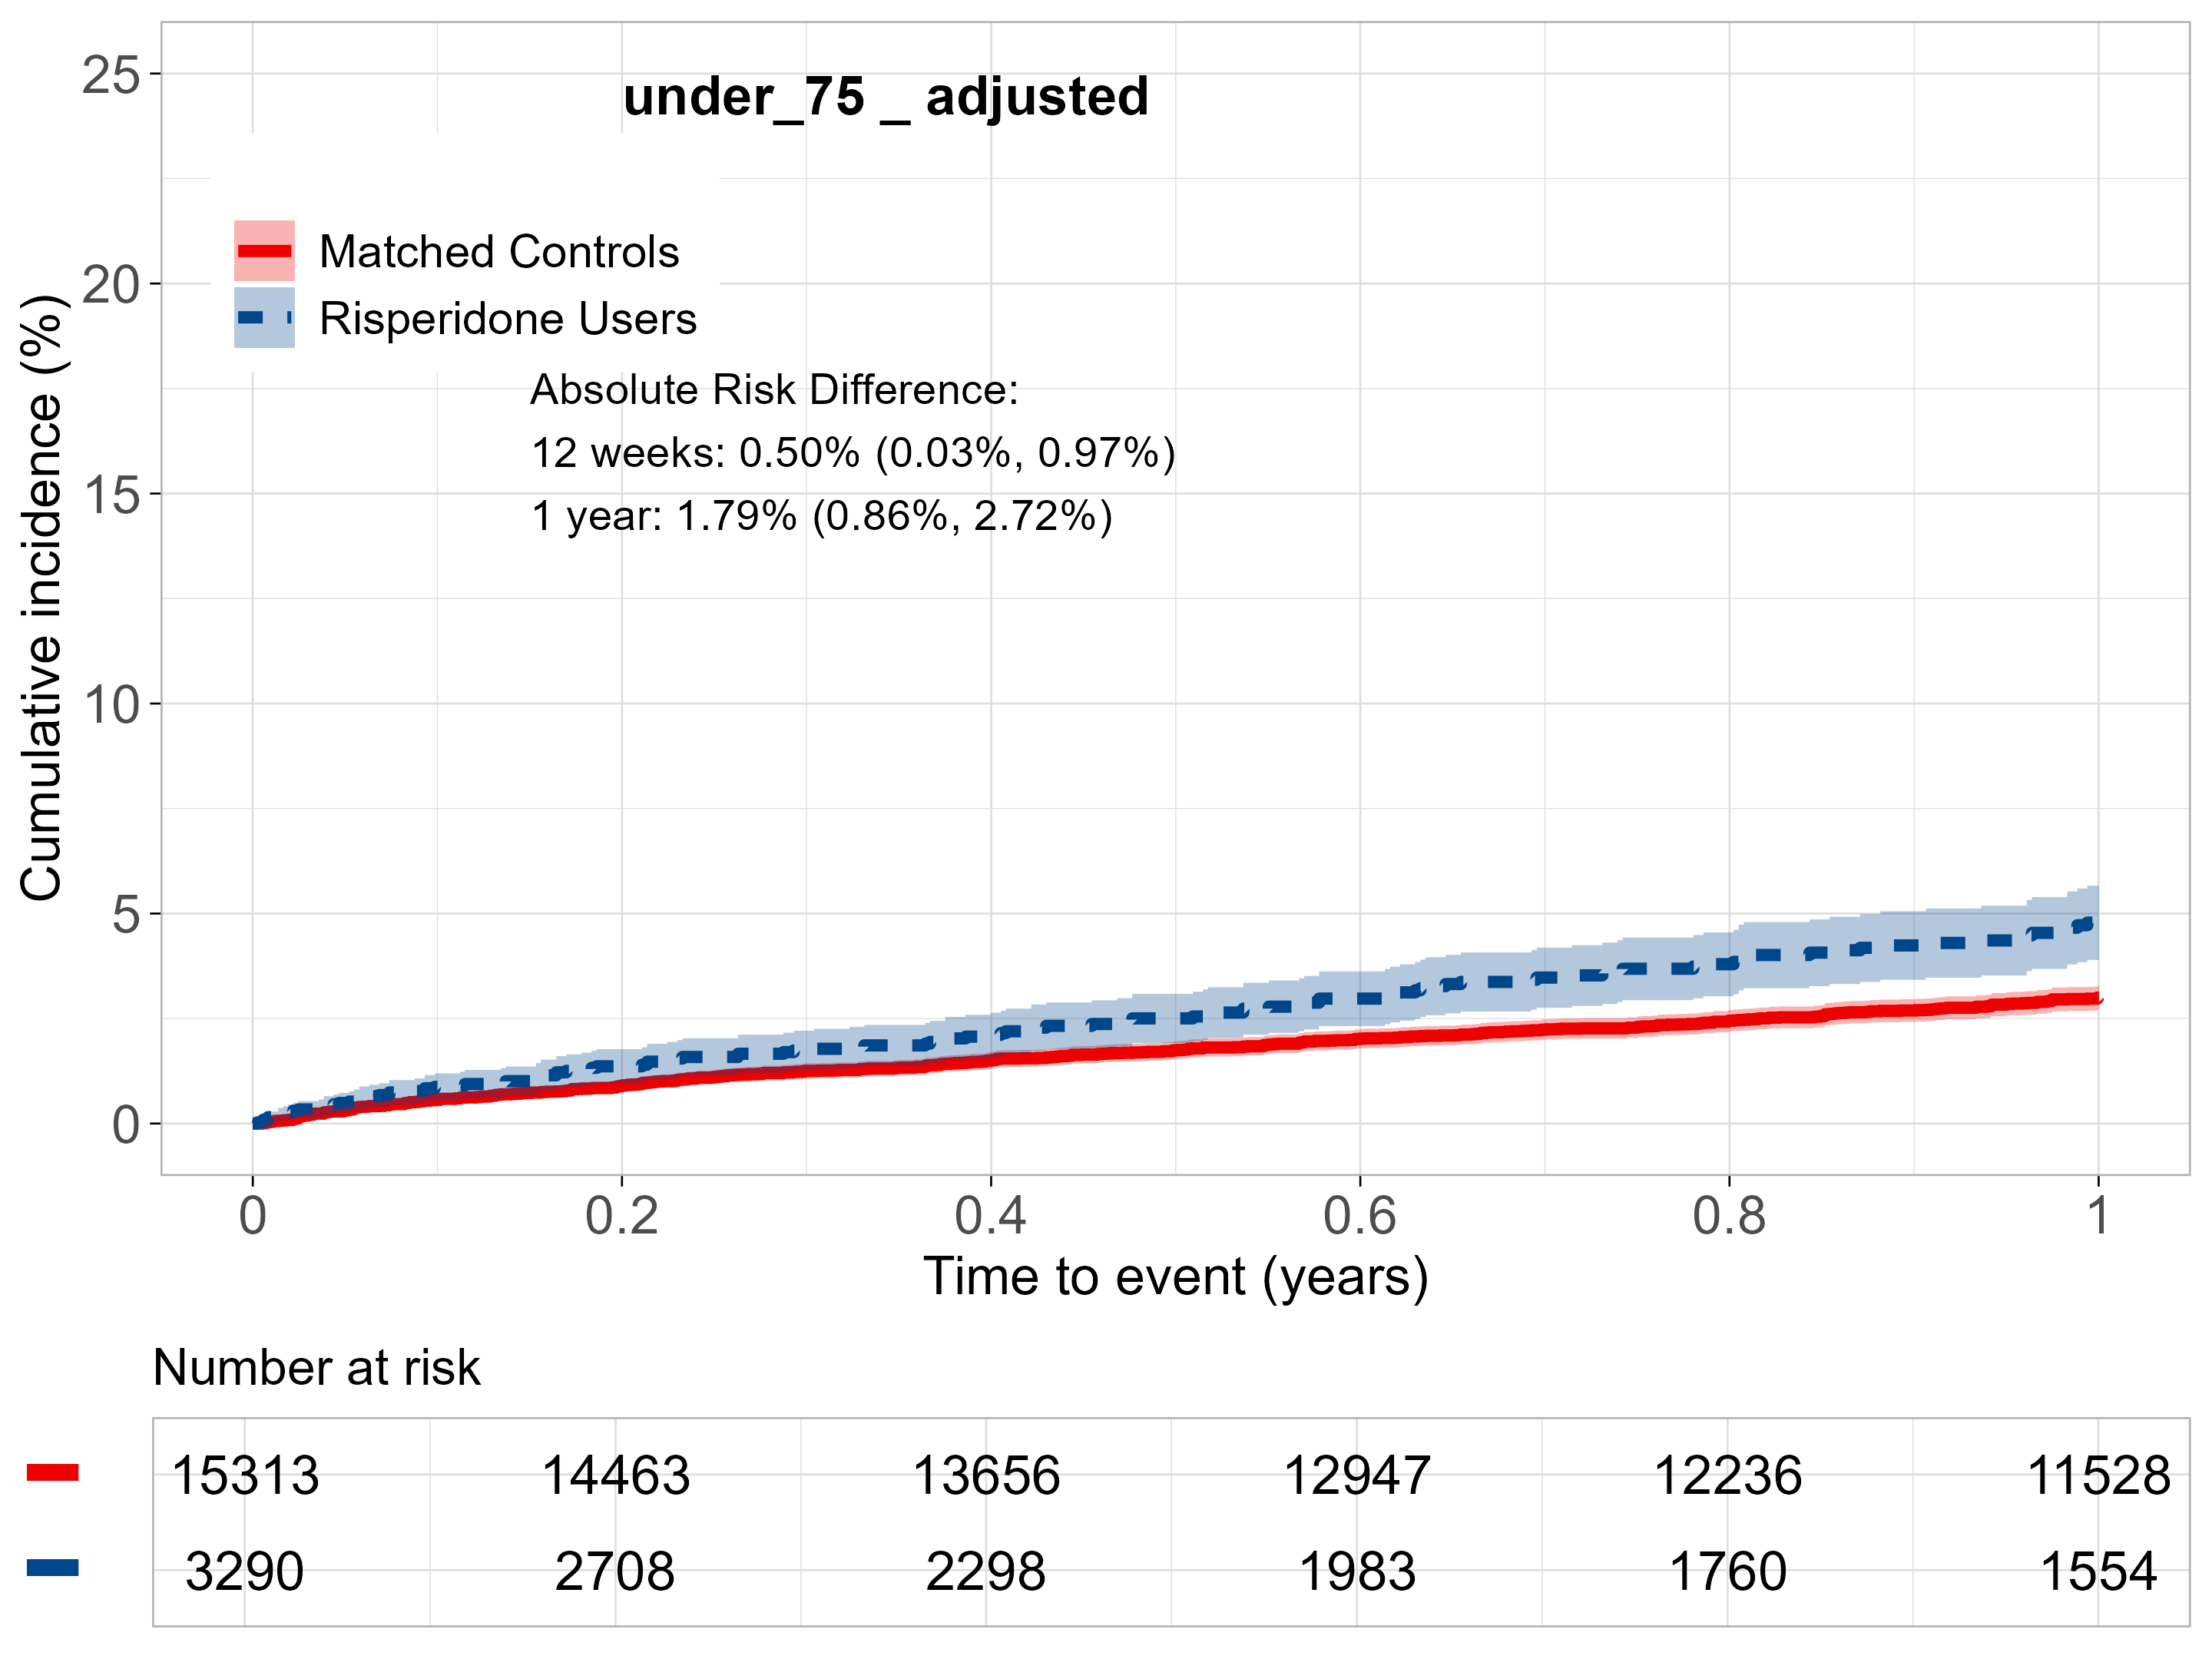 under_75 _ adjusted
Matched Controls
Risperidone Users
Absolute Risk Difference:
12 weeks: 0.50% (0.03%, 0.97%)
1 year: 1.79% (0.86%, 2.72%)
Cumulative incidence (%)
25
20
15
10
5
0
0 0.2 0.4 0.6 0.8 1
Time to event (years)
Number at risk
15313 14463 13656 12947 12236 11528
3290 2708 2298 1983 1760 1554